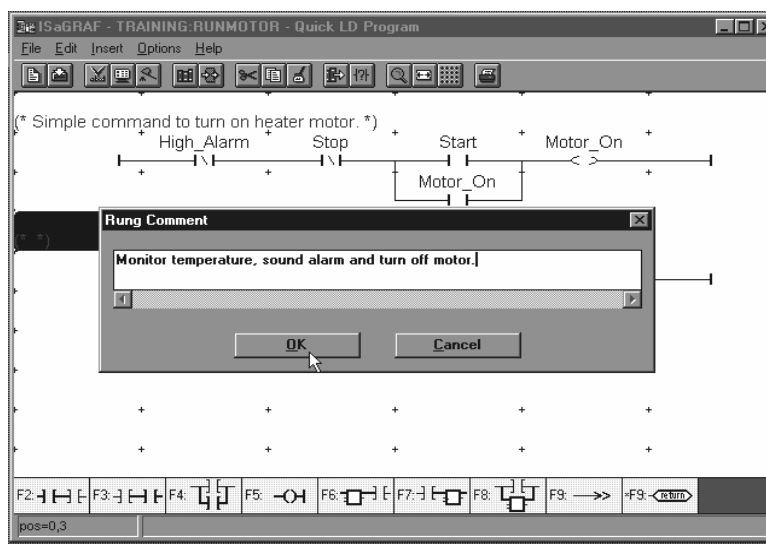 ISaGRAF - TRAINING:RUNMOTOR - Quick LD Program
File Edit Insert Options Help
(* Simple command to turn on heater motor. *)
High_Alarm Stop Start Motor_On
Motor_On
Rung Comment
(* *)
Monitor temperature, sound alarm and turn off motor.
OK Cancel
F2: F3: F4: F5: F6: F7: F8: F9: *F9: return
pos=0,3